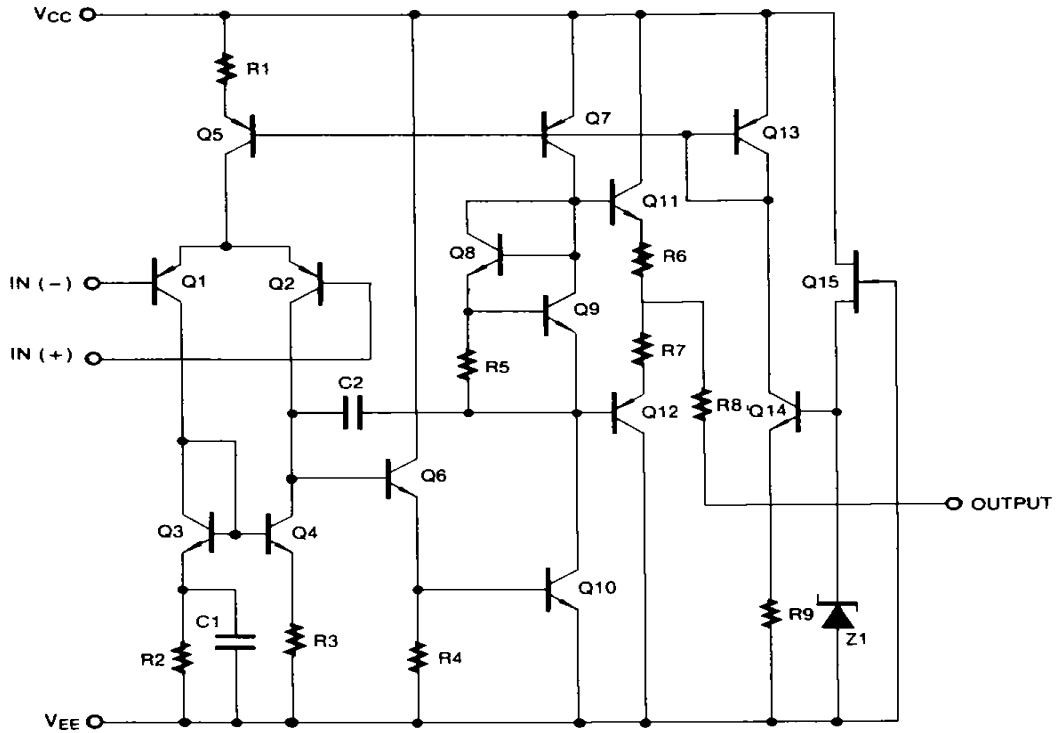 VCC
R1
Q5
Q7
Q13
Q11
Q8
R6
Q15
IN (-)
Q1
Q2
Q9
IN (+)
R5
R7
C2
Q12
R8
Q14
Q6
OUTPUT
Q3
Q4
Q10
C1
R9
R2
R3
R4
Z1
VEE